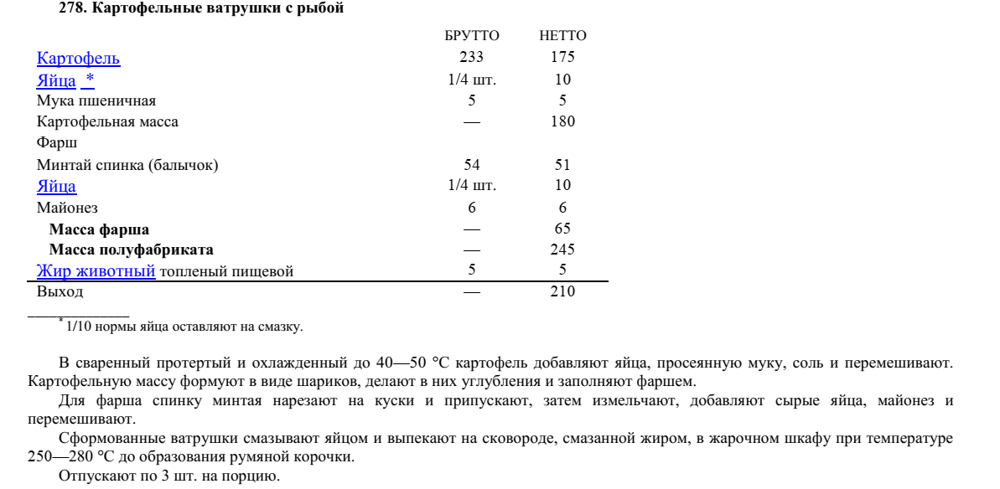 278. Картофельные ватрушки с рыбой
БРУТТО НЕТТО
Картофель 233 175
Яйца * 1/4 шт. 10
Мука пшеничная 5 5
Картофельная масса — 180
Фарш
Минтай спинка (балычок) 54 51
Яйца 1/4 шт. 10
Майонез 6 6
Масса фарша — 65
Масса полуфабриката — 245
Жир животный топленый пищевой 5 5
Выход — 210
* 1/10 нормы яйца оставляют на смазку.
В сваренный протертый и охлажденный до 40—50 °С картофель добавляют яйца, просеянную муку, соль и перемешивают.
Картофельную массу формуют в виде шариков, делают в них углубления и заполняют фаршем.
Для фарша спинку минтая нарезают на куски и припускают, затем измельчают, добавляют сырые яйца, майонез и
перемешивают.
Сформованные ватрушки смазывают яйцом и выпекают на сковороде, смазанной жиром, в жарочном шкафу при температуре
250—280 °С до образования румяной корочки.
Отпускают по 3 шт. на порцию.